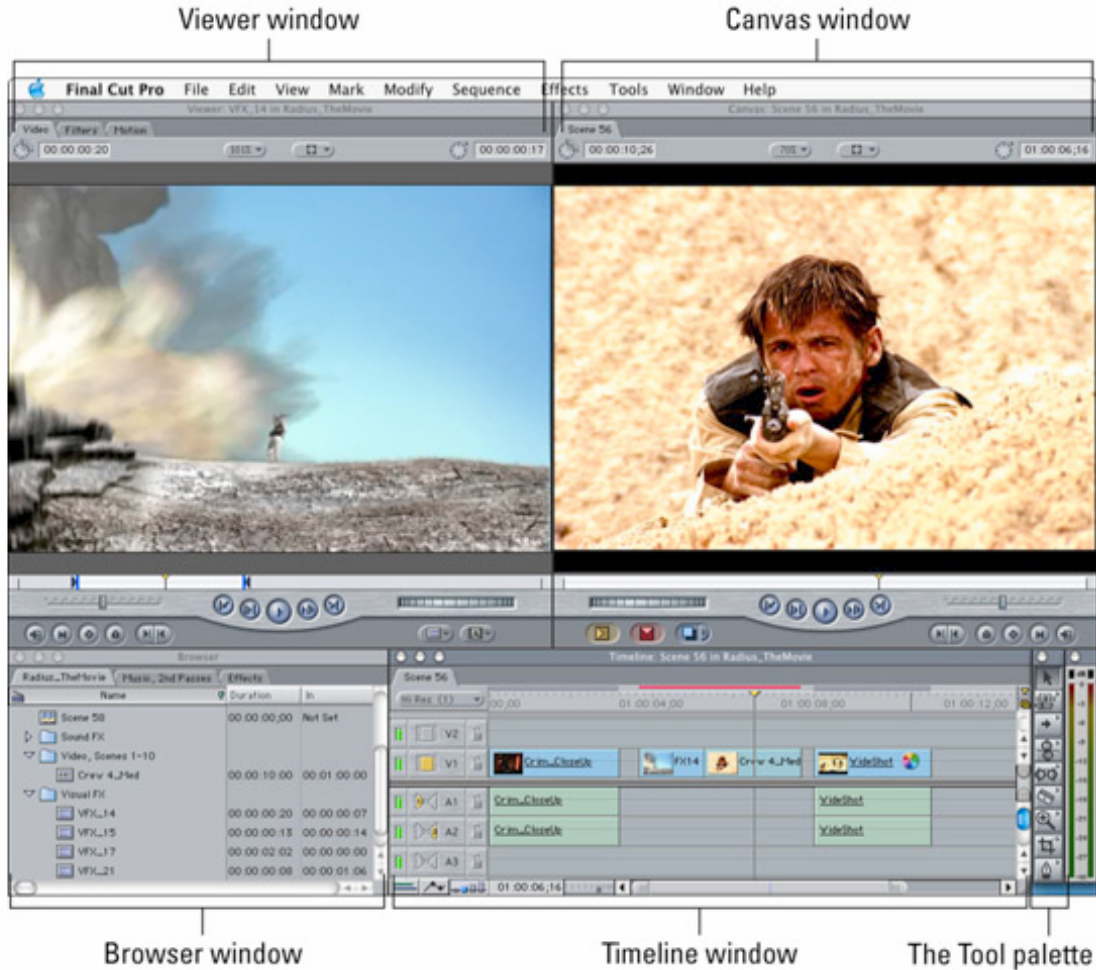 Viewer window
Canvas window
Final Cut Pro File Edit View Mark Modify Sequence Effects Tools Window Help
Viewer: VFX_14 in Radius_TheMovie
Canvas: Scene 56 in Radius_TheMovie
Video Filters Motion
Scene 56
00:00:00:20 101% 00:00:00:17
00:00:10;26 70% 01:00:06;16
Browser
Timeline: Scene 56 in Radius_TheMovie
Radius_TheMovie Music, 2nd Passes Effects
Scene 56
Name Duration In
Scene 58 00:00:00;00 Not Set
Sound FX
Video, Scenes 1-10
Crew 4_Med 00:00:10:00 00:01:00:00
Visual FX
VFX_14 00:00:00:20 00:00:00:07
VFX_15 00:00:00:13 00:00:00:14
VFX_17 00:00:02:02 00:00:00:00
VFX_21 00:00:00:08 00:00:01:06
00;00 01:00:04;00 01:00:08;00 01:00:12;00
V2
V1 Crim_CloseUp FX14 Crew 4_Med WideShot
A1 Crim_CloseUp WideShot
A2 Crim_CloseUp WideShot
A3
01:00:06;16
Browser window
Timeline window
The Tool palette